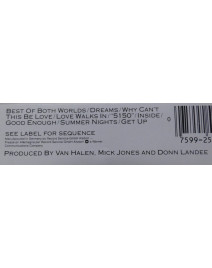 BEST OF BOTH WORLDS/DREAMS/WHY CAN'T
THIS BE LOVE/LOVE WALKS IN/"5150"/INSIDE/
GOOD ENOUGH/SUMMER NIGHTS/GET UP
0
SEE LABEL FOR SEQUENCE
7599-25
PRODUCED BY VAN HALEN, MICK JONES AND DONN LANDEE